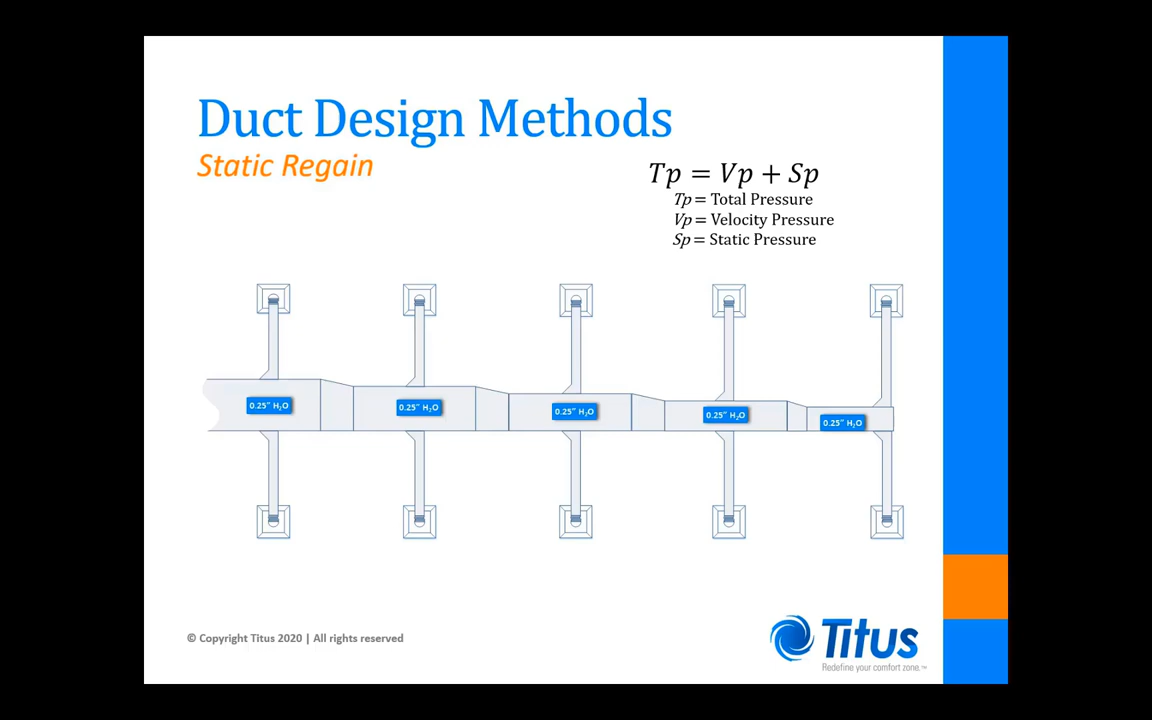 Duct Design Methods
Static Regain
Tp = Vp + Sp
Tp = Total Pressure
Vp = Velocity Pressure
Sp = Static Pressure
0.25" H₂O
0.25" H₂O
0.25" H₂O
0.25" H₂O
0.25" H₂O
© Copyright Titus 2020 | All rights reserved
Titus
Redefine your comfort zone.™